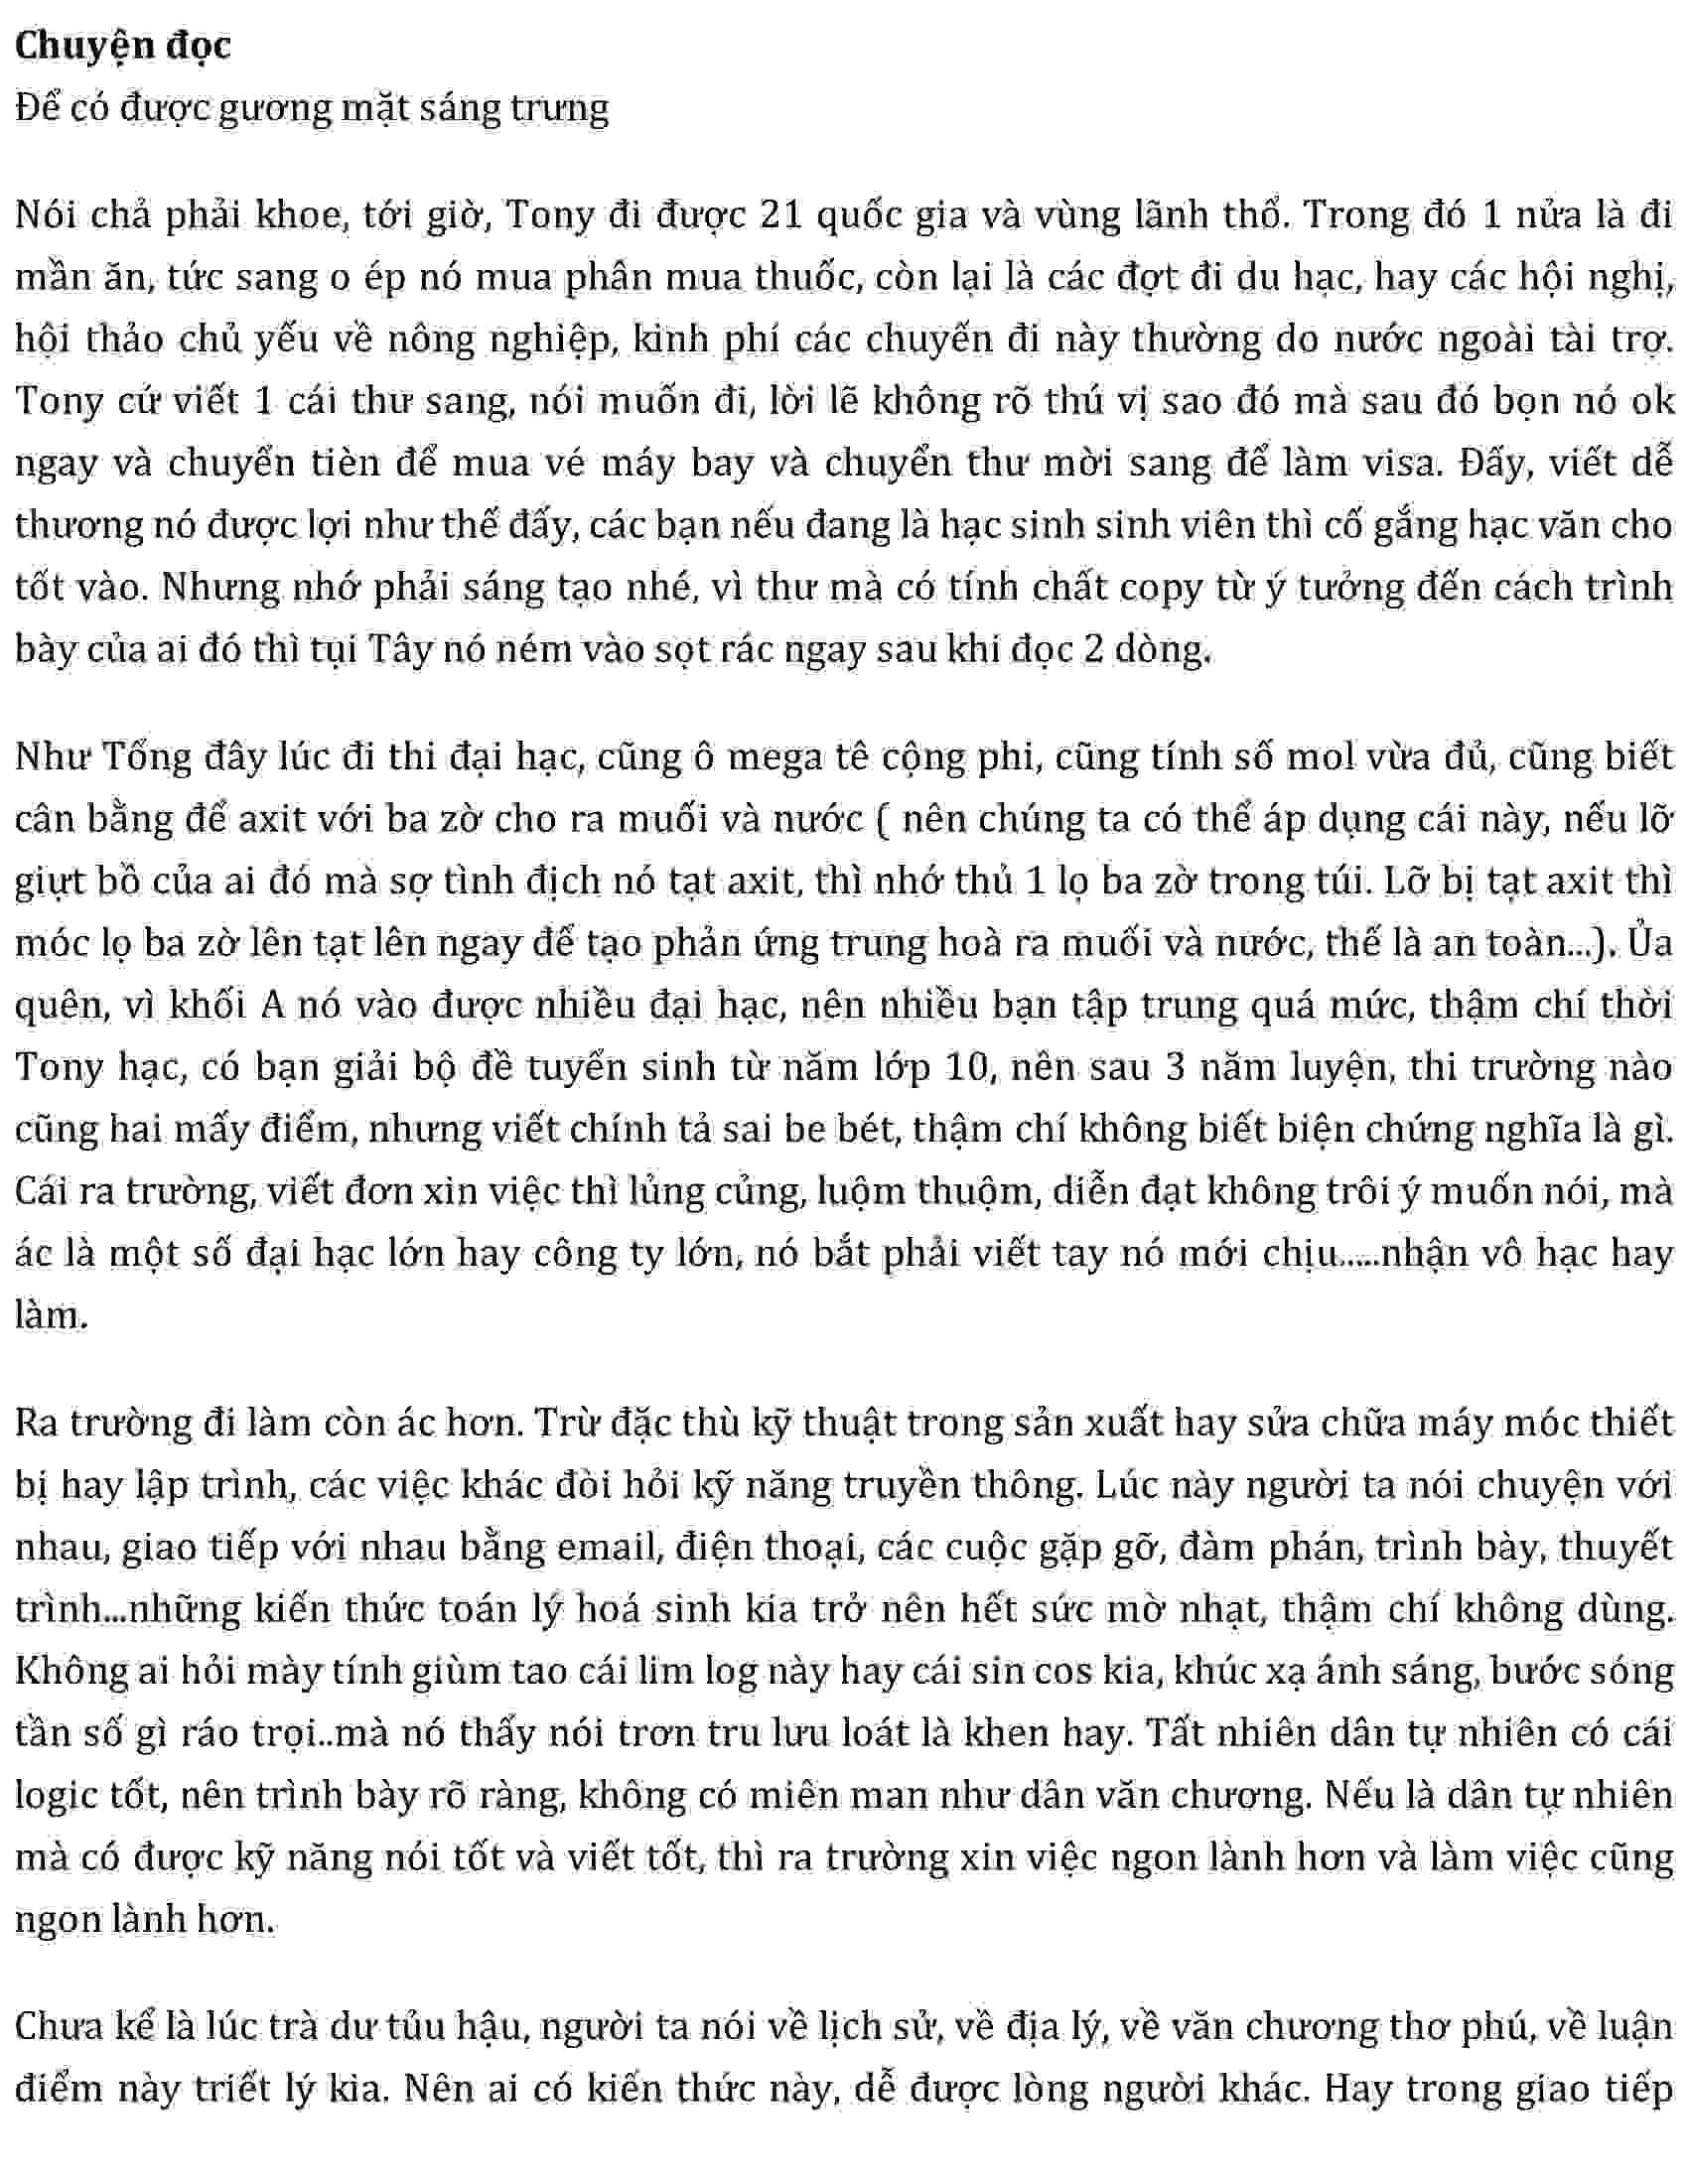 Chuyện đọc
Để có được gương mặt sáng trưng
Nói chả phải khoe, tới giờ, Tony đi được 21 quốc gia và vùng lãnh thổ. Trong đó 1 nửa là đi
mần ăn, tức sang o ép nó mua phân mua thuốc, còn lại là các đợt đi du hạc, hay các hội nghị,
hội thảo chủ yếu về nông nghiệp, kinh phí các chuyến đi này thường do nước ngoài tài trợ.
Tony cứ viết 1 cái thư sang, nói muốn đi, lời lẽ không rõ thú vị sao đó mà sau đó bọn nó ok
ngay và chuyển tièn để mua vé máy bay và chuyển thư mời sang để làm visa. Đấy, viết dễ
thương nó được lợi như thế đấy, các bạn nếu đang là hạc sinh sinh viên thì cố gắng hạc văn cho
tốt vào. Nhưng nhớ phải sáng tạo nhé, vì thư mà có tính chất copy từ ý tưởng đến cách trình
bày của ai đó thì tụi Tây nó ném vào sọt rác ngay sau khi đọc 2 dòng.
Như Tổng đây lúc đi thi đại hạc, cũng ô mega tê cộng phi, cũng tính số mol vừa đủ, cũng biết
cân bằng để axit với ba zờ cho ra muối và nước ( nên chúng ta có thể áp dụng cái này, nếu lỡ
giựt bồ của ai đó mà sợ tình địch nó tạt axit, thì nhớ thủ 1 lọ ba zờ trong túi. Lỡ bị tạt axit thì
móc lọ ba zờ lên tạt lên ngay để tạo phản ứng trung hoà ra muối và nước, thế là an toàn...). Ủa
quên, vì khối A nó vào được nhiều đại hạc, nên nhiều bạn tập trung quá mức, thậm chí thời
Tony hạc, có bạn giải bộ đề tuyển sinh từ năm lớp 10, nên sau 3 năm luyện, thi trường nào
cũng hai mấy điểm, nhưng viết chính tả sai be bét, thậm chí không biết biện chứng nghĩa là gì.
Cái ra trường, viết đơn xin việc thì lủng củng, luộm thuộm, diễn đạt không trôi ý muốn nói, mà
ác là một số đại hạc lớn hay công ty lớn, nó bắt phải viết tay nó mới chịu.....nhận vô hạc hay
làm.
Ra trường đi làm còn ác hơn. Trừ đặc thù kỹ thuật trong sản xuất hay sửa chữa máy móc thiết
bị hay lập trình, các việc khác đòi hỏi kỹ năng truyền thông. Lúc này người ta nói chuyện với
nhau, giao tiếp với nhau bằng email, điện thoại, các cuộc gặp gỡ, đàm phán, trình bày, thuyết
trình...những kiến thức toán lý hoá sinh kia trở nên hết sức mờ nhạt, thậm chí không dùng.
Không ai hỏi mày tính giùm tao cái lim log này hay cái sin cos kia, khúc xạ ánh sáng, bước sóng
tần số gì ráo trọi..mà nó thấy nói trơn tru lưu loát là khen hay. Tất nhiên dân tự nhiên có cái
logic tốt, nên trình bày rõ ràng, không có miên man như dân văn chương. Nếu là dân tự nhiên
mà có được kỹ năng nói tốt và viết tốt, thì ra trường xin việc ngon lành hơn và làm việc cũng
ngon lành hơn.
Chưa kể là lúc trà dư tủu hậu, người ta nói về lịch sử, về địa lý, về văn chương thơ phú, về luận
điểm này triết lý kia. Nên ai có kiến thức này, dễ được lòng người khác. Hay trong giao tiếp